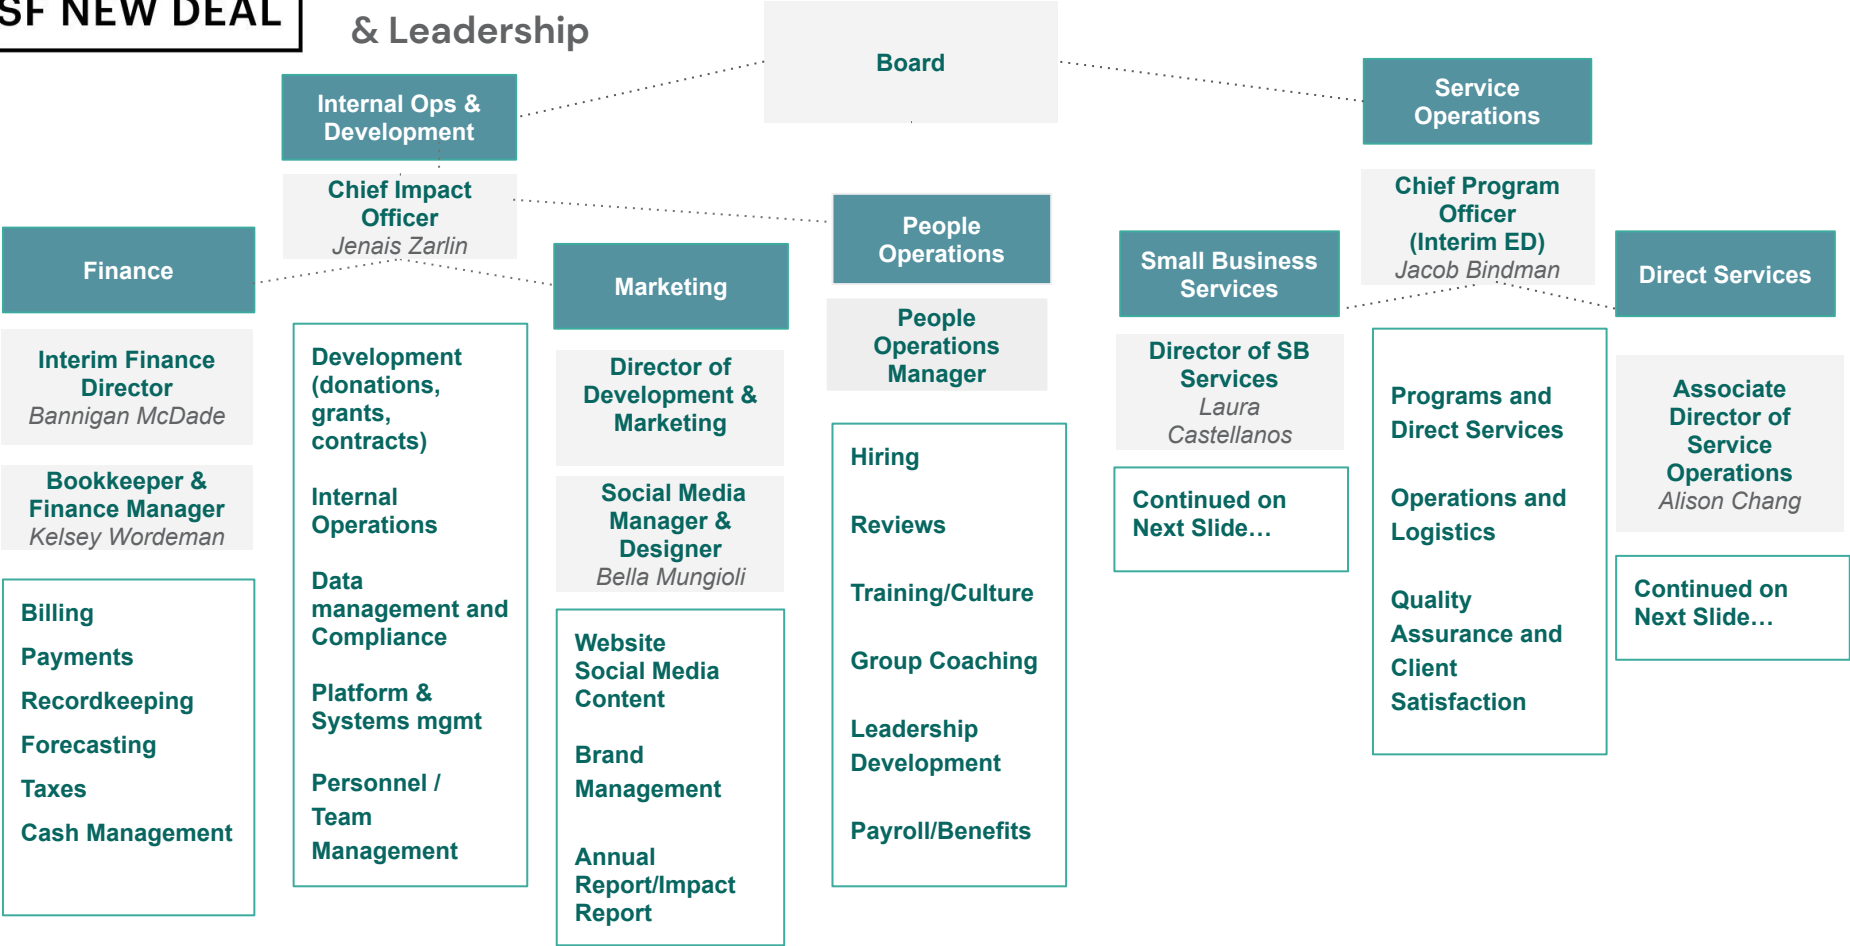 SF NEW DEAL
& Leadership
Board
Internal Ops &
Development
Service
Operations
Chief Impact
Officer
Jenais Zarlin
Chief Program
Officer
(Interim ED)
Jacob Bindman
Finance
Interim Finance
Director
Bannigan McDade
Bookkeeper &
Finance Manager
Kelsey Wordeman
Billing
Payments
Recordkeeping
Forecasting
Taxes
Cash Management
Development
(donations,
grants,
contracts)
Internal
Operations
Data
management and
Compliance
Platform &
Systems mgmt
Personnel /
Team
Management
Marketing
Director of
Development &
Marketing
Social Media
Manager &
Designer
Bella Mungioli
Website
Social Media
Content
Brand
Management
Annual
Report/Impact
Report
People
Operations
People
Operations
Manager
Hiring
Reviews
Training/Culture
Group Coaching
Leadership
Development
Payroll/Benefits
Small Business
Services
Director of SB
Services
Laura
Castellanos
Continued on
Next Slide…
Programs and
Direct Services
Operations and
Logistics
Quality
Assurance and
Client
Satisfaction
Direct Services
Associate
Director of
Service
Operations
Alison Chang
Continued on
Next Slide…